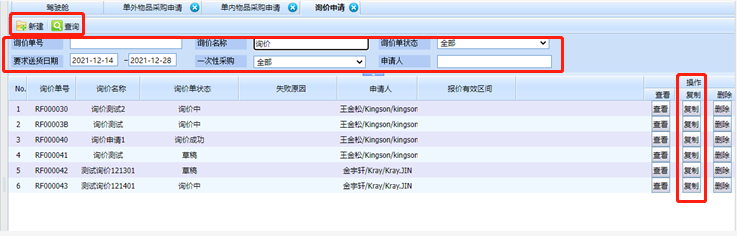 驾驶舱 单外物品采购申请 单内物品采购申请 询价申请
新建 查询
询价单号 询价名称 询价 询价单状态 全部
要求送货日期 2021-12-14 - 2021-12-28 一次性采购 全部 申请人
No. 询价单号 询价名称 询价单状态 失败原因 申请人 报价有效区间 操作
查看 复制 删除
1 RF000030 询价测试2 询价中 王金松/Kingson/kingson 查看 复制 删除
2 RF00003B 询价测试 询价中 王金松/Kingson/kingson 查看 复制 删除
3 RF000040 询价申请1 询价成功 王金松/Kingson/kingson 查看 复制 删除
4 RF000041 询价测试 草稿 王金松/Kingson/kingson 查看 复制 删除
5 RF000042 测试询价121301 草稿 金宇轩/Kray/Kray.JIN 查看 复制 删除
6 RF000043 测试询价121401 询价中 金宇轩/Kray/Kray.JIN 查看 复制 删除